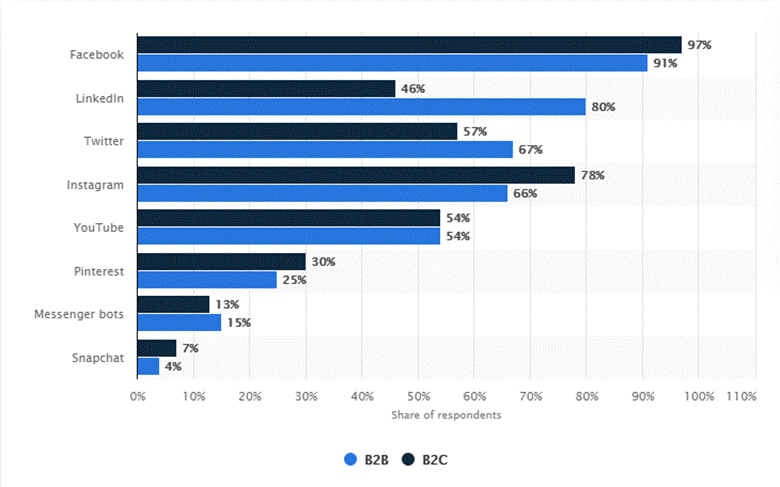 Facebook
97%
91%
LinkedIn
46%
80%
Twitter
57%
67%
Instagram
78%
66%
YouTube
54%
54%
Pinterest
30%
25%
Messenger bots
13%
15%
Snapchat
7%
4%
0% 10% 20% 30% 40% 50% 60% 70% 80% 90% 100% 110%
Share of respondents
B2B B2C